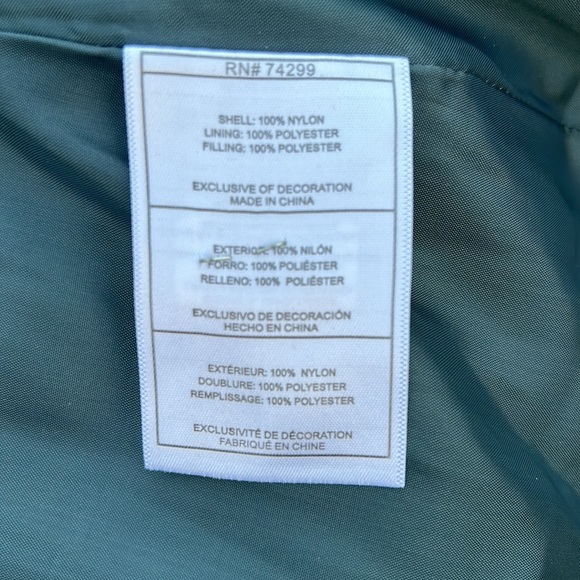 RN# 74299
SHELL: 100% NYLON
LINING: 100% POLYESTER
FILLING: 100% POLYESTER
EXCLUSIVE OF DECORATION
MADE IN CHINA
EXTERIOR: 100% NILÓN
FORRO: 100% POLIÉSTER
RELLENO: 100% POLIÉSTER
EXCLUSIVO DE DECORACIÓN
HECHO EN CHINA
EXTÉRIEUR: 100% NYLON
DOUBLURE: 100% POLYESTER
REMPLISSAGE: 100% POLYESTER
EXCLUSIVITÉ DE DÉCORATION
FABRIQUÉ EN CHINE